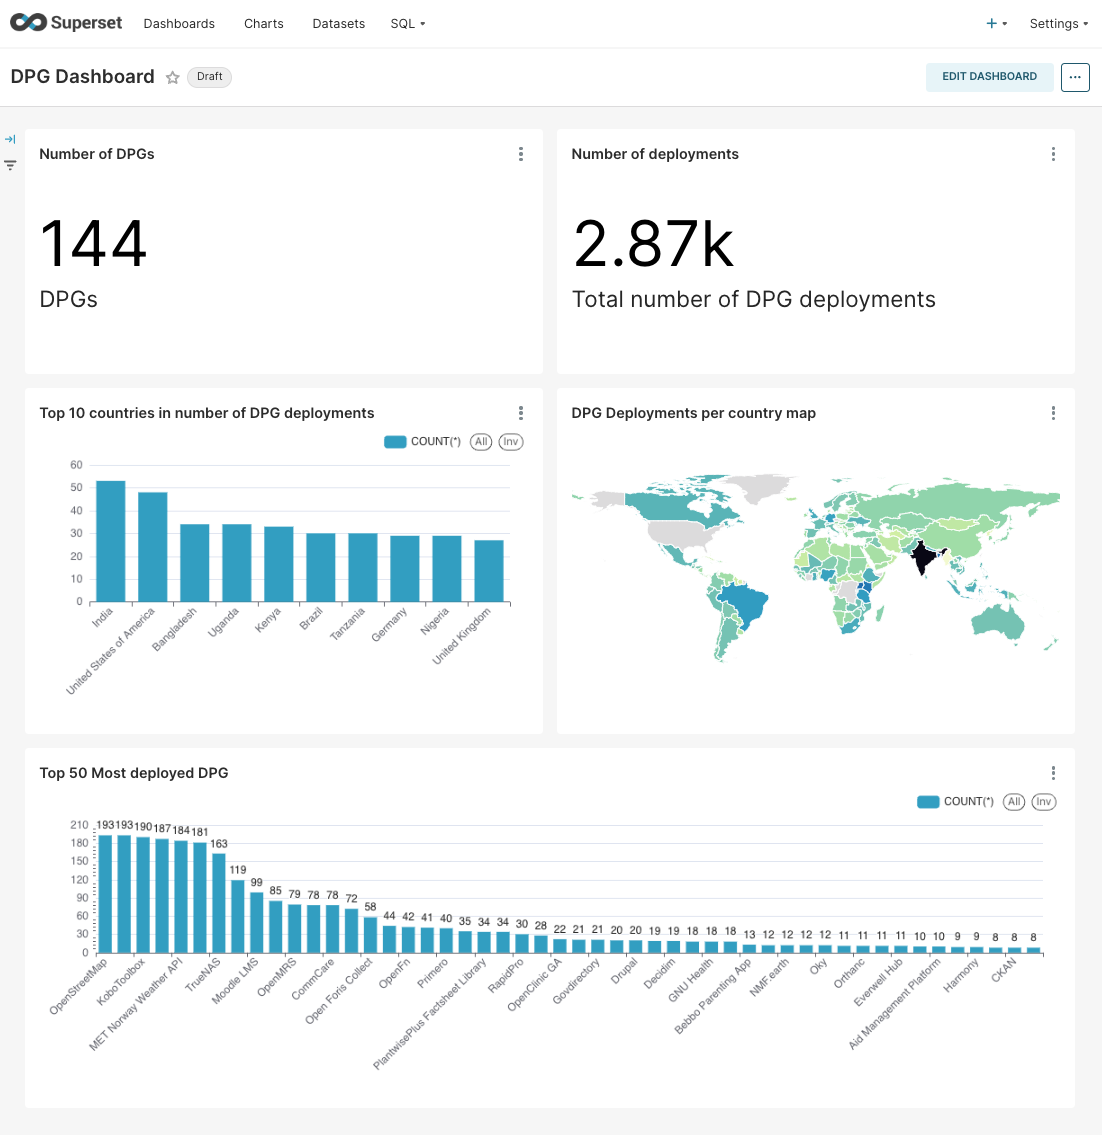 Superset Dashboards Charts Datasets SQL + Settings
DPG Dashboard Draft EDIT DASHBOARD ...
Number of DPGs
144
DPGs
Number of deployments
2.87k
Total number of DPG deployments
Top 10 countries in number of DPG deployments
COUNT(*) All Inv
60
50
40
30
20
10
0
India
United States of America
Bangladesh
Uganda
Kenya
Brazil
Tanzania
Germany
Nigeria
United Kingdom
DPG Deployments per country map
Top 50 Most deployed DPG
COUNT(*) All Inv
210
180
150
120
90
60
30
0
193 193 190 187 184 181 163 119 99 85 79 78 78 72 58 44 42 41 40 35 34 34 30 28 22 21 21 20 20 19 19 18 18 18 13 12 12 12 12 11 11 11 11 10 10 9 9 8 8 8
OpenStreetMap
KoboToolbox
MET Norway Weather API
TrueNAS
Moodle LMS
OpenMRS
CommCare
Open Foris Collect
OpenFn
Primero
PlantwisePlus Factsheet Library
RapidPro
OpenClinic GA
Govdirectory
Drupal
Decidim
GNU Health
Bebbo Parenting App
NMF.earth
Oky
Orthanc
Everwell Hub
Aid Management Platform
Harmony
CKAN